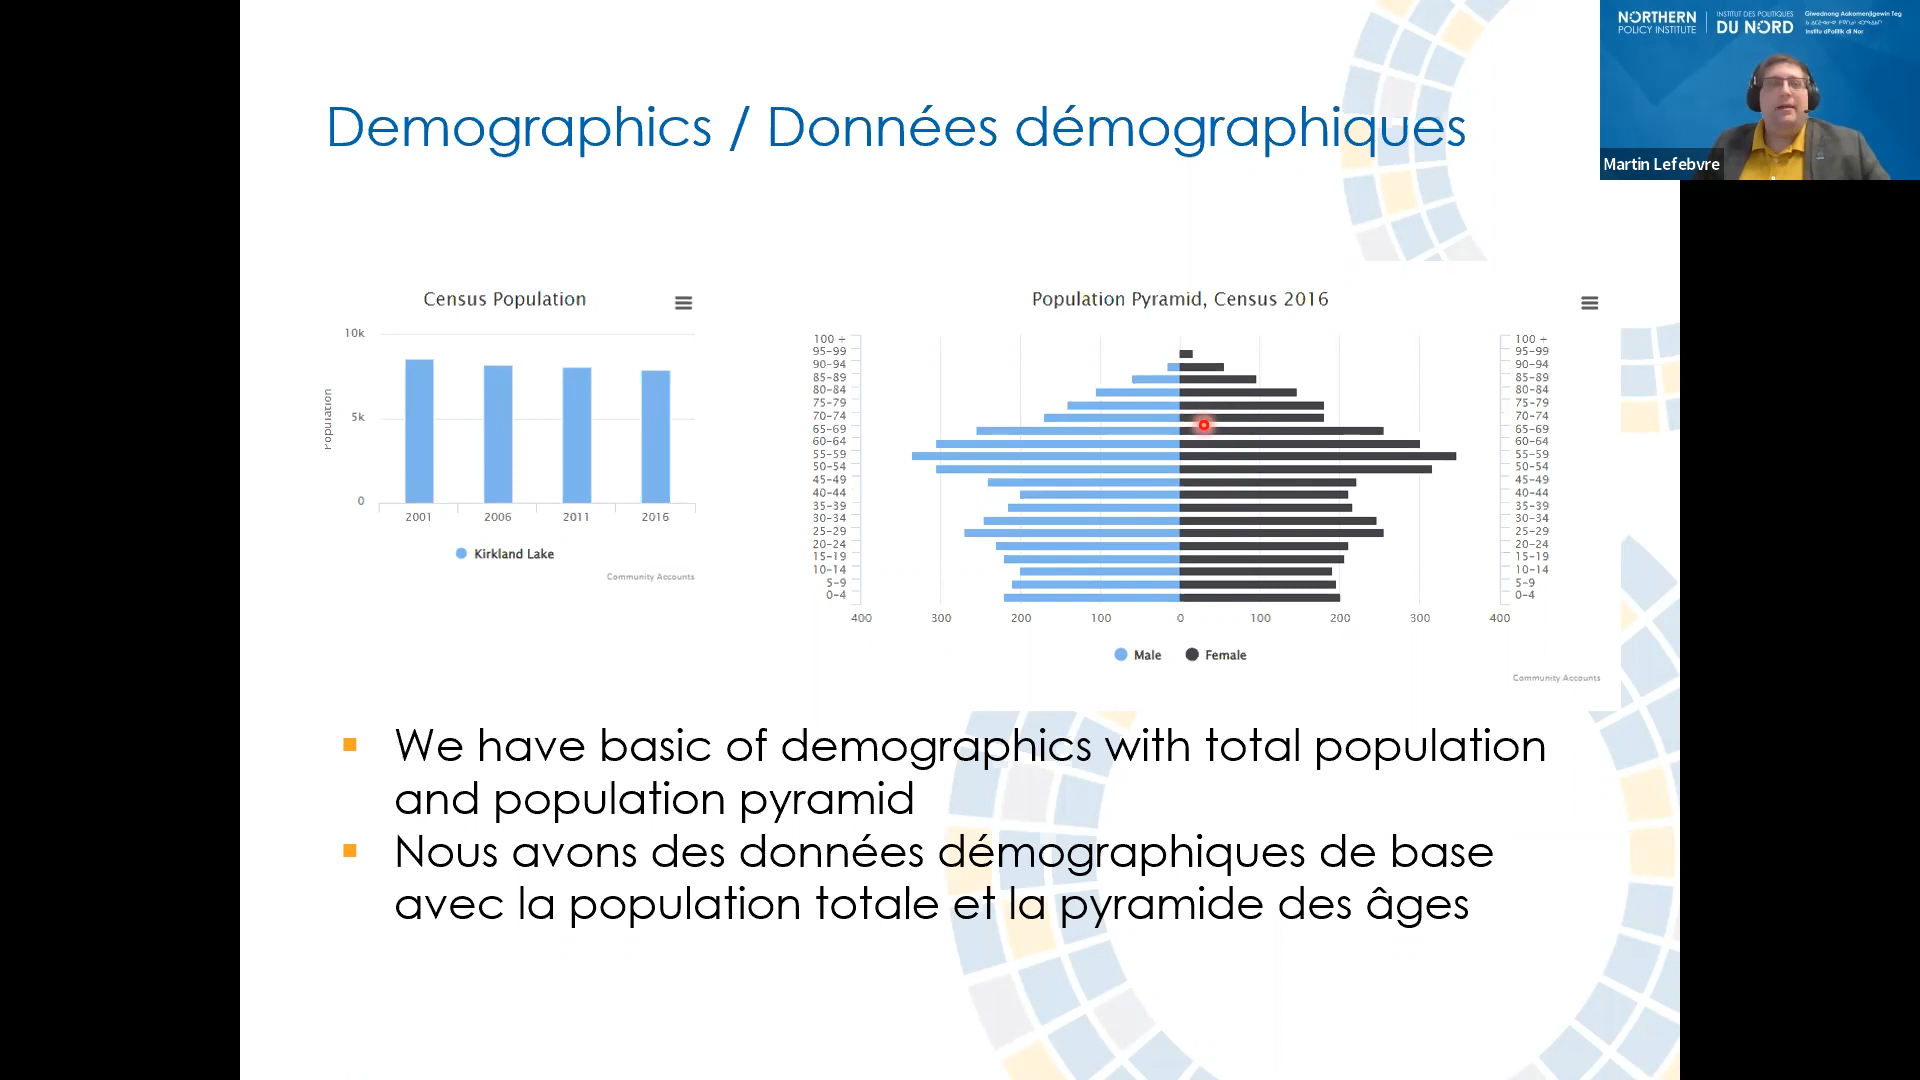 Demographics / Données démographiques
NORTHERN
POLICY INSTITUTE
INSTITUT DES POLITIQUES
DU NORD
Martin Lefebvre
Census Population
10k
5k
0
Population
2001 2006 2011 2016
Kirkland Lake
Community Accounts
Population Pyramid, Census 2016
100 + 100 +
95-99 95-99
90-94 90-94
85-89 85-89
80-84 80-84
75-79 75-79
70-74 70-74
65-69 65-69
60-64 60-64
55-59 55-59
50-54 50-54
45-49 45-49
40-44 40-44
35-39 35-39
30-34 30-34
25-29 25-29
20-24 20-24
15-19 15-19
10-14 10-14
5-9 5-9
0-4 0-4
400 300 200 100 0 100 200 300 400
Male Female
Community Accounts
We have basic of demographics with total population
and population pyramid
Nous avons des données démographiques de base
avec la population totale et la pyramide des âges